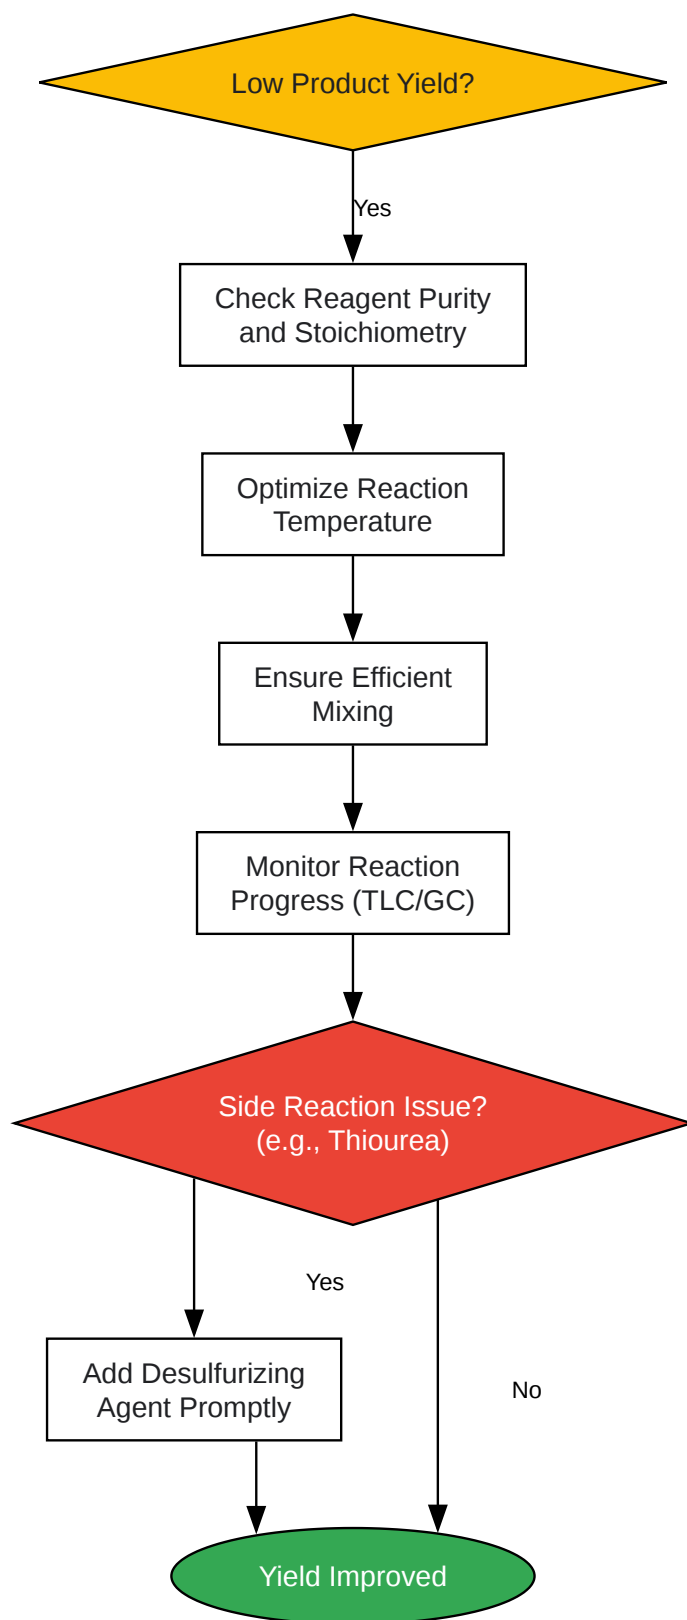 Low Product Yield?
Yes
Check Reagent Purity
and Stoichiometry
Optimize Reaction
Temperature
Ensure Efficient
Mixing
Monitor Reaction
Progress (TLC/GC)
Side Reaction Issue?
(e.g., Thiourea)
Yes
Add Desulfurizing
Agent Promptly
No
Yield Improved